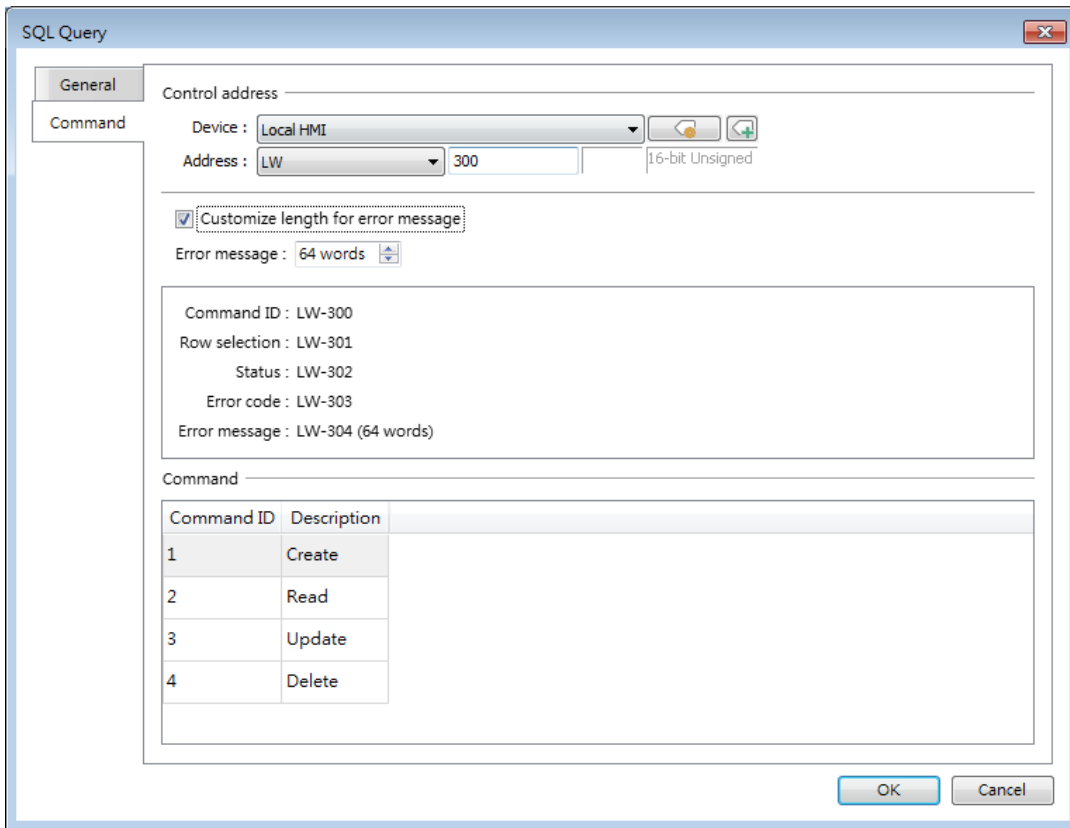 SQL Query
General
Command
Control address
Device : Local HMI
Address : LW 300 16-bit Unsigned
Customize length for error message
Error message : 64 words
Command ID : LW-300
Row selection : LW-301
Status : LW-302
Error code : LW-303
Error message : LW-304 (64 words)
Command
Command ID Description
1 Create
2 Read
3 Update
4 Delete
OK Cancel